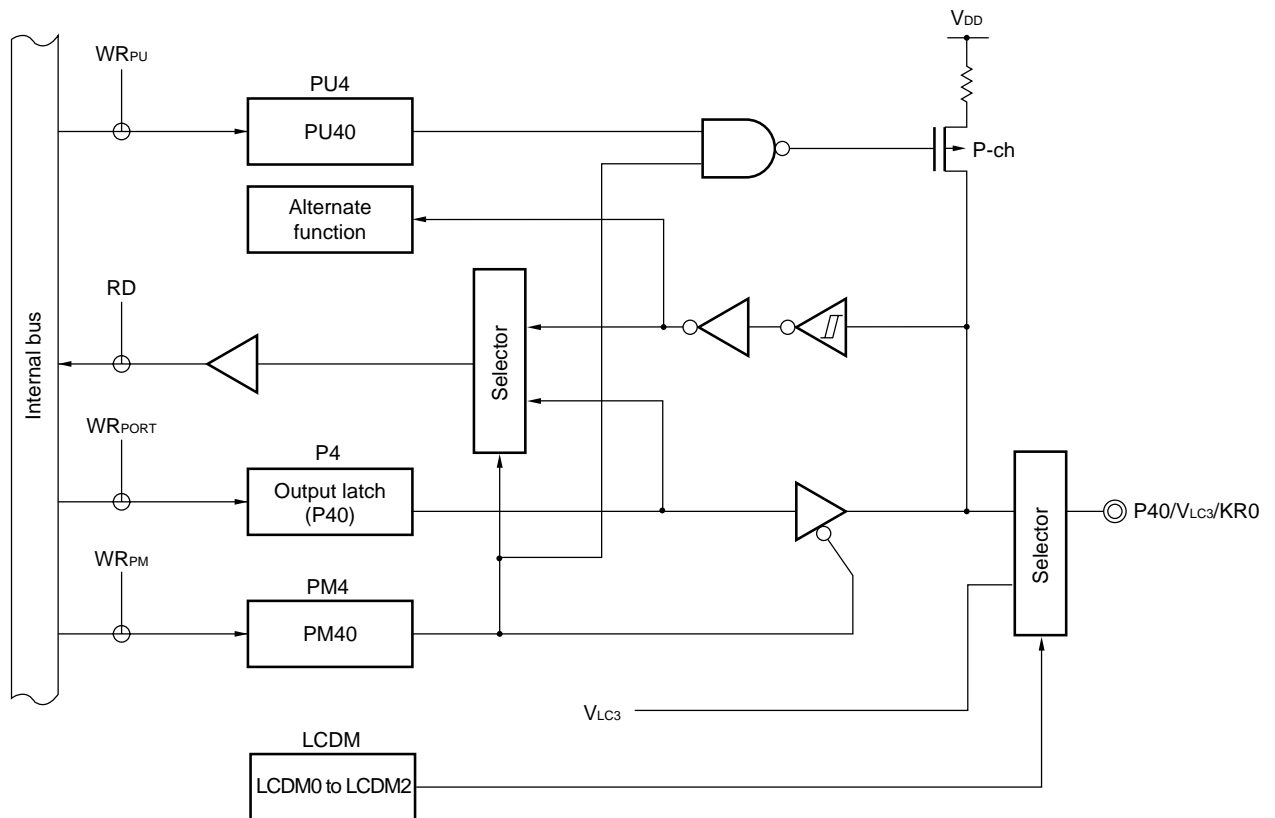 VDD
WRPU
PU4
PU40
P-ch
Alternate
function
RD
Internal bus
Selector
WRPORT
P4
Output latch
(P40)
Selector
P40/VLC3/KR0
WRPM
PM4
PM40
VLC3
LCDM
LCDM0 to LCDM2